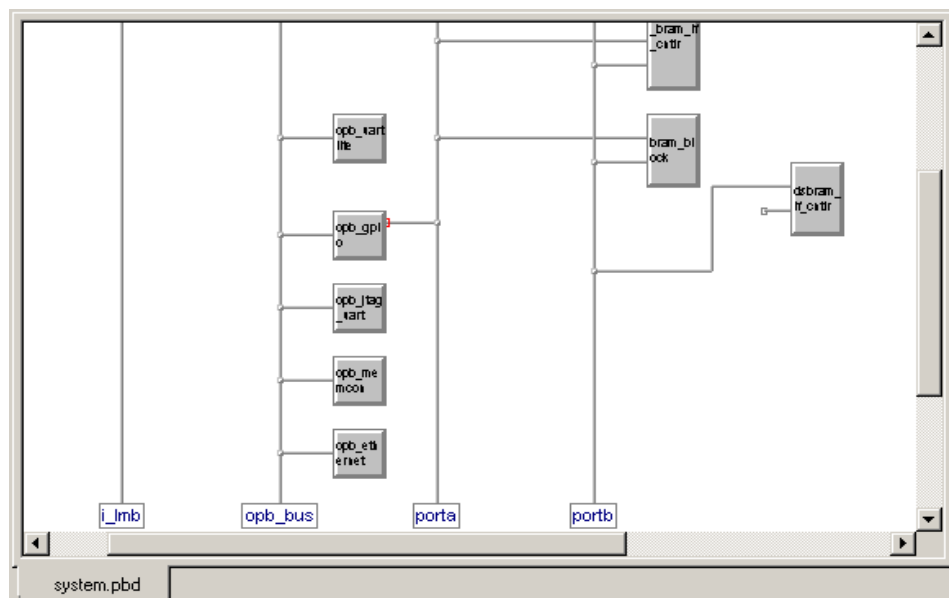 _bram_if
_cntlr
opb_uart
lite
bram_bl
ock
dsbram_
if_cntlr
opb_gpi
o
opb_jtag
_uart
opb_me
mcon
opb_eth
ernet
i_lmb
opb_bus
porta
portb
system.pbd